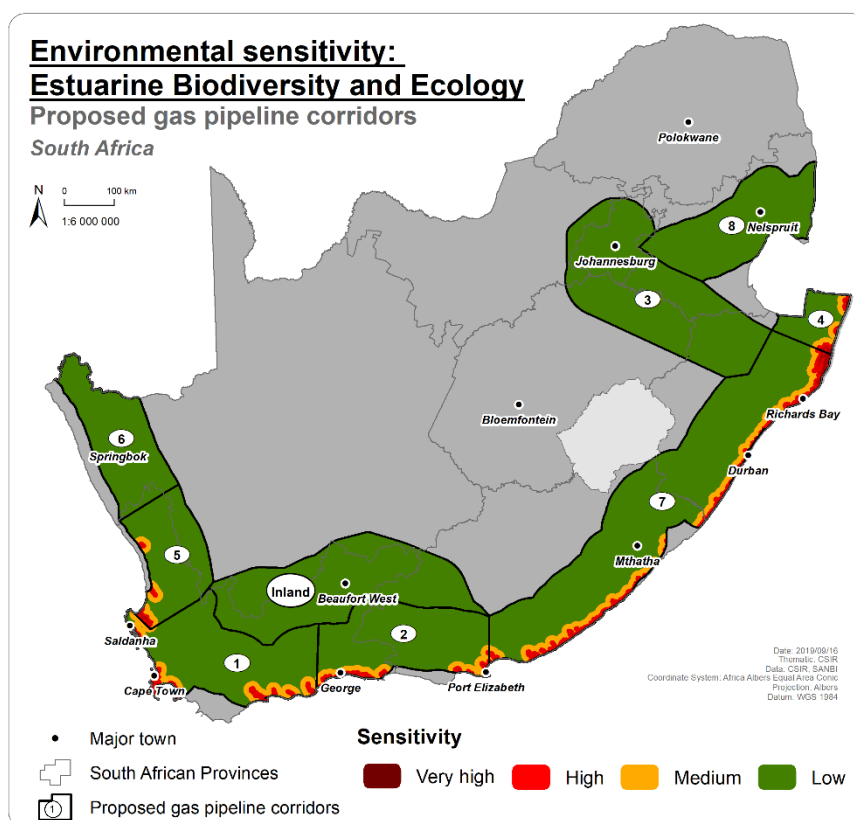 Environmental sensitivity:
Estuarine Biodiversity and Ecology
Proposed gas pipeline corridors
South Africa
N
0 100 km
1:6 000 000
Polokwane
8
Nelspruit
Johannesburg
3
4
Bloemfontein
Richards Bay
Durban
6
Springbok
7
5
Mthatha
Inland
Beaufort West
2
Saldanha
1
Cape Town
George
Port Elizabeth
Date: 2019/09/16
Thematic: CSIR
Data: CSIR, SANBI
Coordinate System: Africa Albers Equal Area Conic
Projection: Albers
Datum: WGS 1984
Major town
South African Provinces
1 Proposed gas pipeline corridors
Sensitivity
Very high High Medium Low